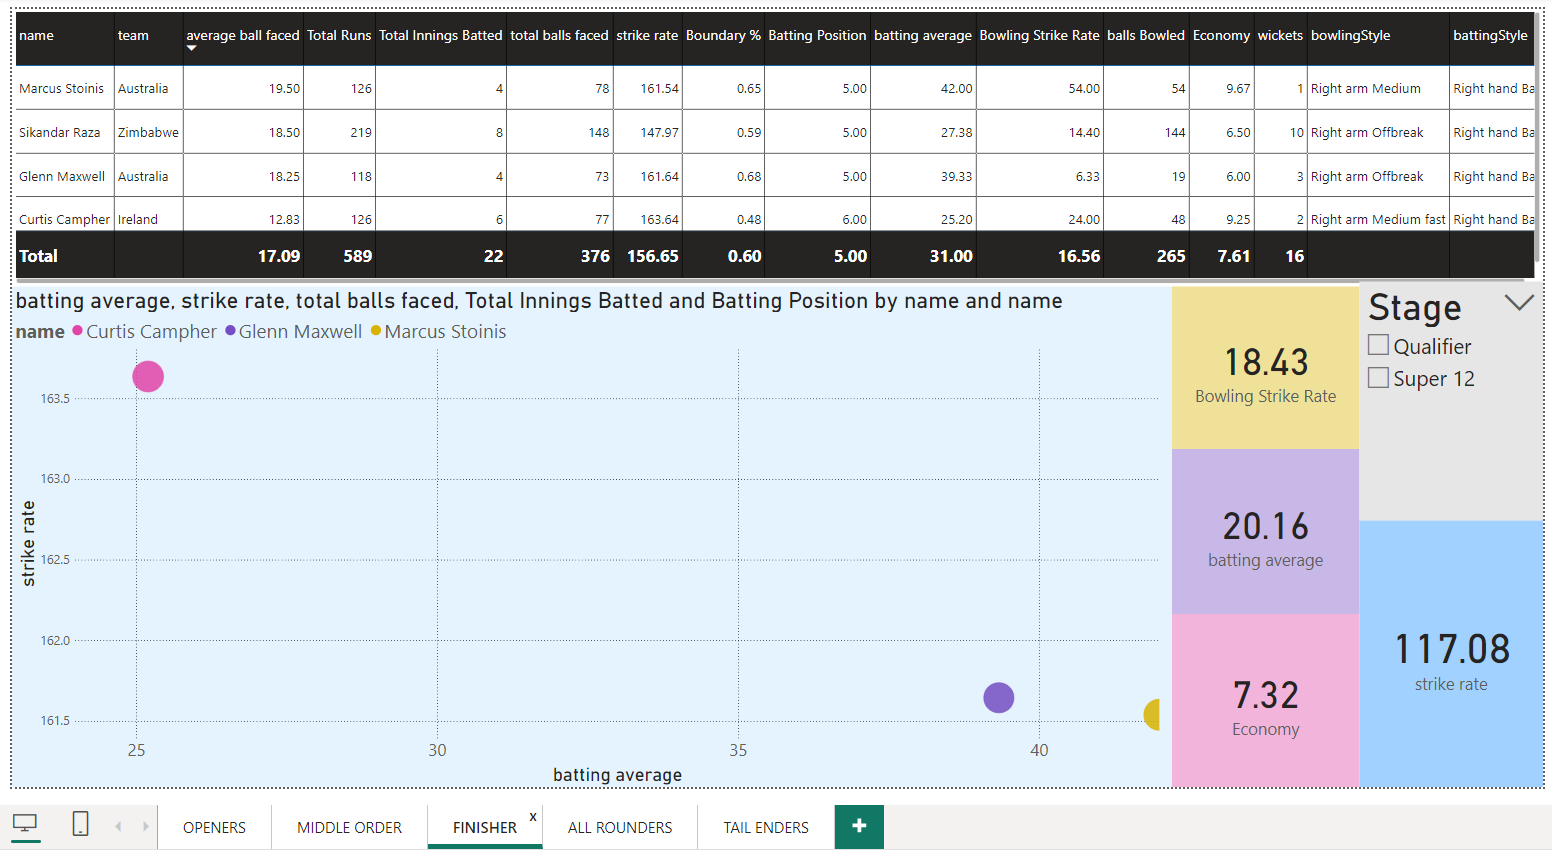 name team average ball faced Total Runs Total Innings Batted total balls faced strike rate Boundary % Batting Position batting average Bowling Strike Rate balls Bowled Economy wickets bowlingStyle battingStyle
Marcus Stoinis Australia 19.50 126 4 78 161.54 0.65 5.00 42.00 54.00 54 9.67 1 Right arm Medium Right hand Ba
Sikandar Raza Zimbabwe 18.50 219 8 148 147.97 0.59 5.00 27.38 14.40 144 6.50 10 Right arm Offbreak Right hand Ba
Glenn Maxwell Australia 18.25 118 4 73 161.64 0.68 5.00 39.33 6.33 19 6.00 3 Right arm Offbreak Right hand Ba
Curtis Campher Ireland 12.83 126 6 77 163.64 0.48 6.00 25.20 24.00 48 9.25 2 Right arm Medium fast Right hand Ba
Total 17.09 589 22 376 156.65 0.60 5.00 31.00 16.56 265 7.61 16
batting average, strike rate, total balls faced, Total Innings Batted and Batting Position by name and name
name Curtis Campher Glenn Maxwell Marcus Stoinis
163.5
163.0
162.5
162.0
161.5
strike rate
25 30 35 40
batting average
18.43
Bowling Strike Rate
20.16
batting average
7.32
Economy
Stage
Qualifier
Super 12
117.08
strike rate
OPENERS MIDDLE ORDER FINISHER x ALL ROUNDERS TAIL ENDERS +